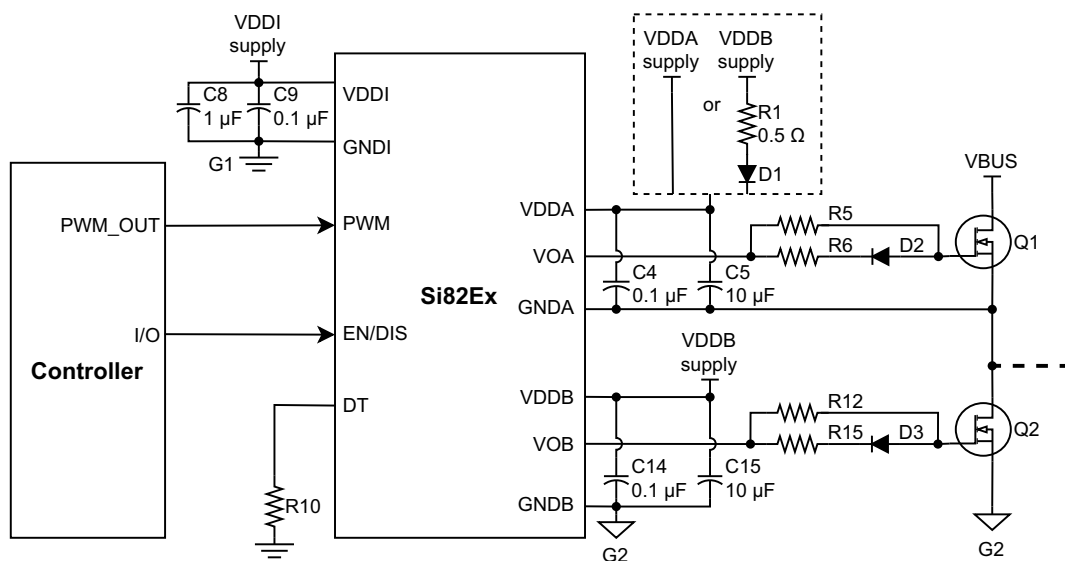 VDDI
supply
C8
1 µF
C9
0.1 µF
G1
VDDI
GNDI
PWM
EN/DIS
DT
Si82Ex
VDDA
VOA
GNDA
VDDB
VOB
GNDB
Controller
PWM_OUT
I/O
R10
VDDA
supply
or
VDDB
supply
R1
0.5 Ω
D1
C4
0.1 µF
C5
10 µF
R5
R6
D2
VBUS
Q1
VDDB
supply
C14
0.1 µF
C15
10 µF
R12
R15
D3
Q2
G2
G2